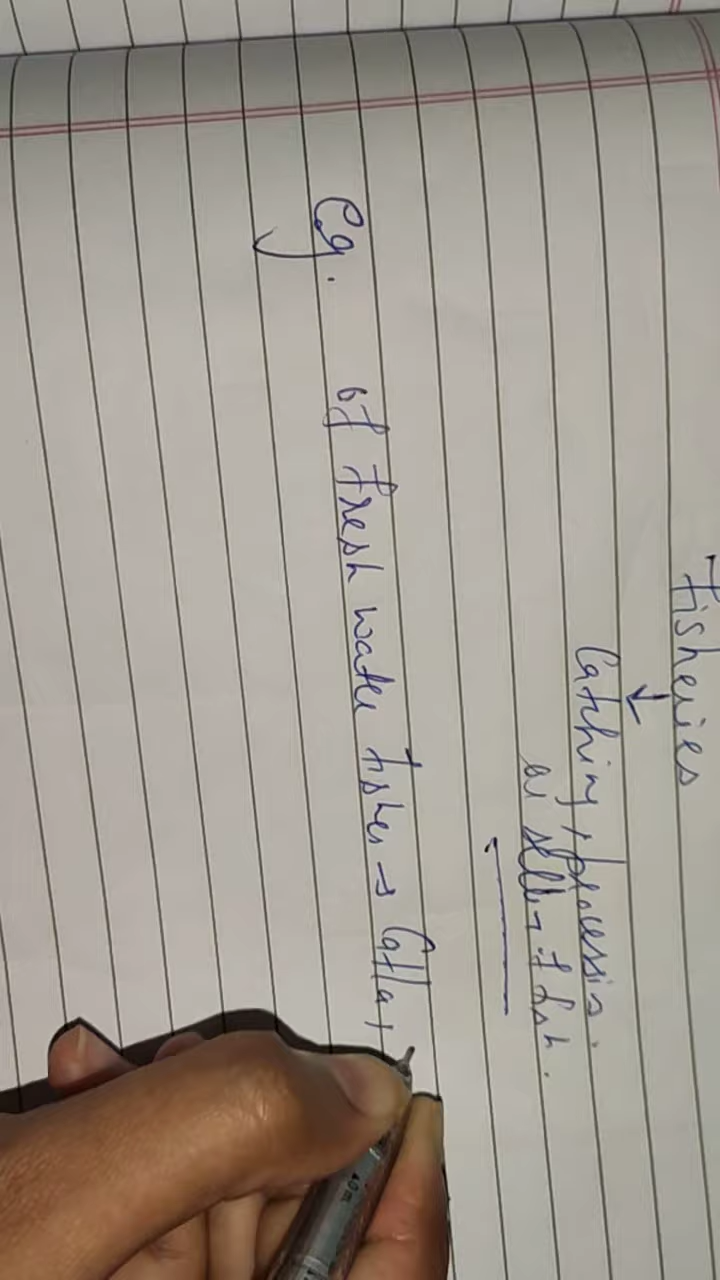 Fisheries
↓
Catching, processing
or selling of fish.
Eg. of fresh water fishes → Catla,